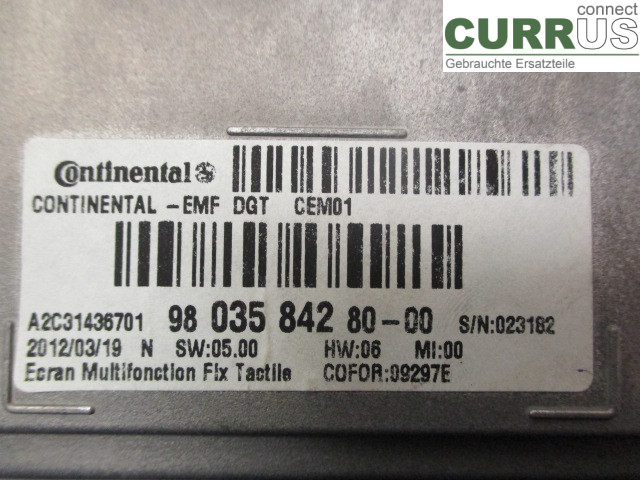 connect
CURRUS
Gebrauchte Ersatzteile
Continental
CONTINENTAL -EMF DGT CEM01
A2C31436701 98 035 842 80-00 S/N:023182
2012/03/19 N SW:05.00 HW:06 MI:00
Ecran Multifonction Fix Tactile COFOR:09297E